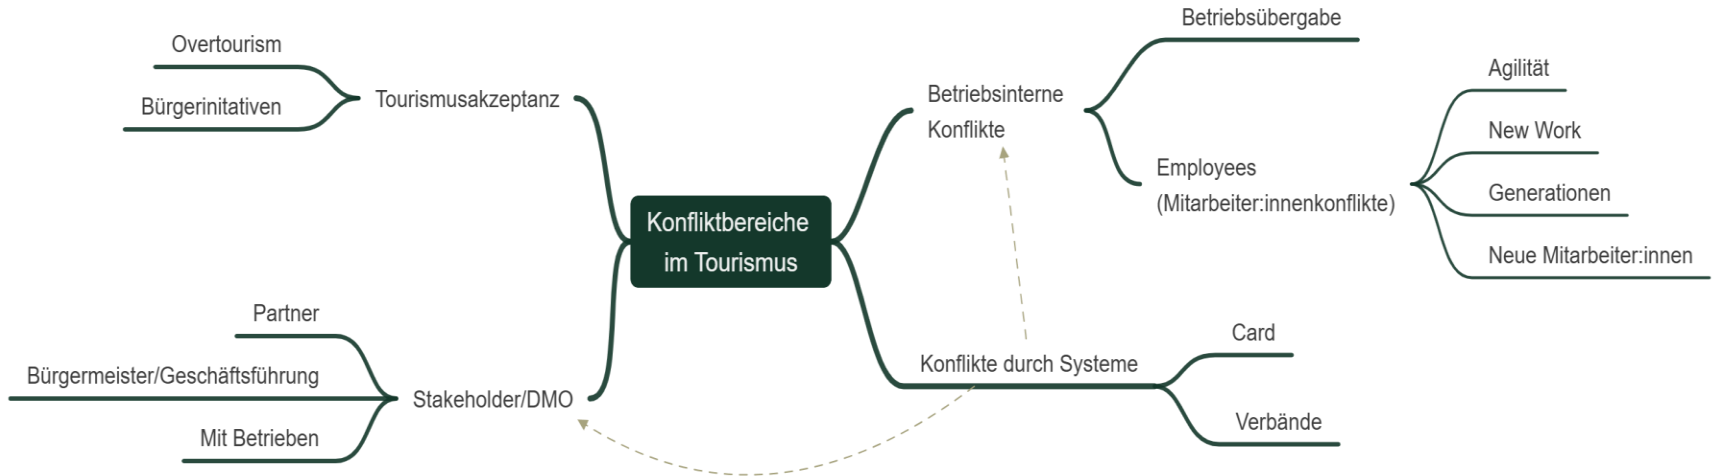 Konfliktbereiche
im Tourismus
Tourismusakzeptanz
Overtourism
Bürgerinitativen
Stakeholder/DMO
Partner
Bürgermeister/Geschäftsführung
Mit Betrieben
Betriebsinterne
Konflikte
Betriebsübergabe
Employees
(Mitarbeiter:innenkonflikte)
Agilität
New Work
Generationen
Neue Mitarbeiter:innen
Konflikte durch Systeme
Card
Verbände